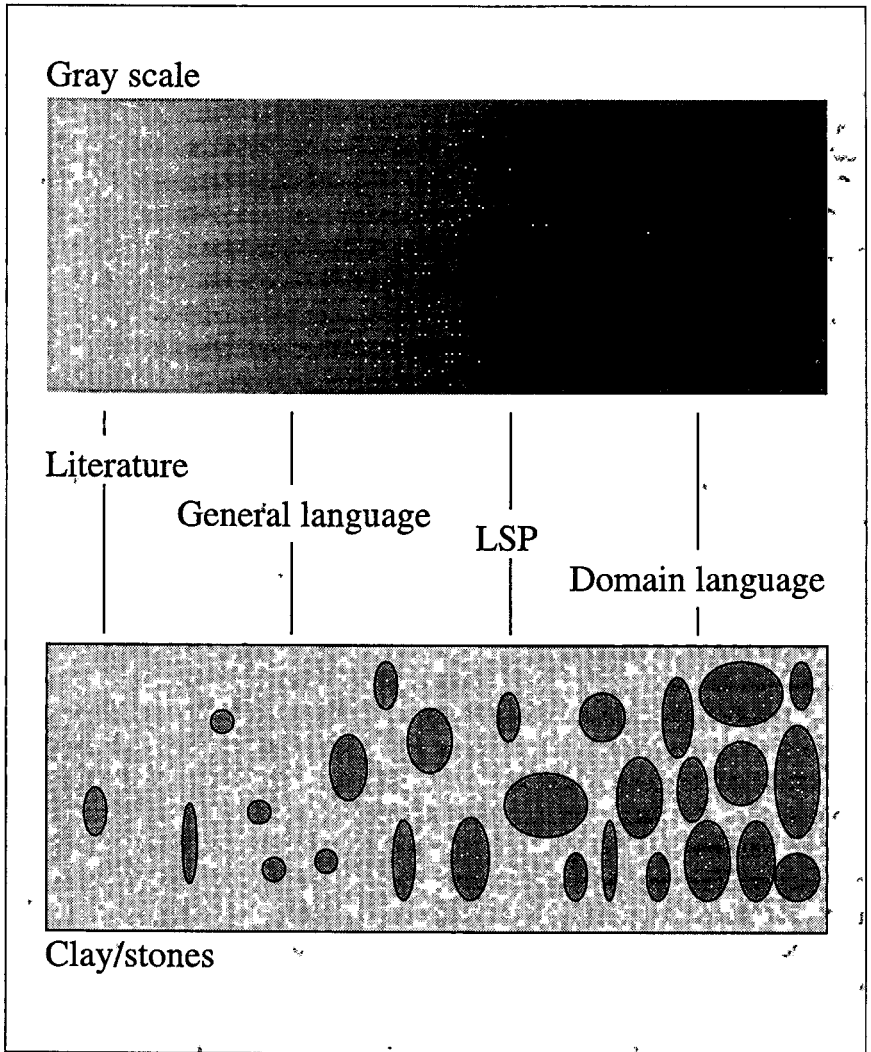 Gray scale
Literature
General language
LSP
Domain language
Clay/stones